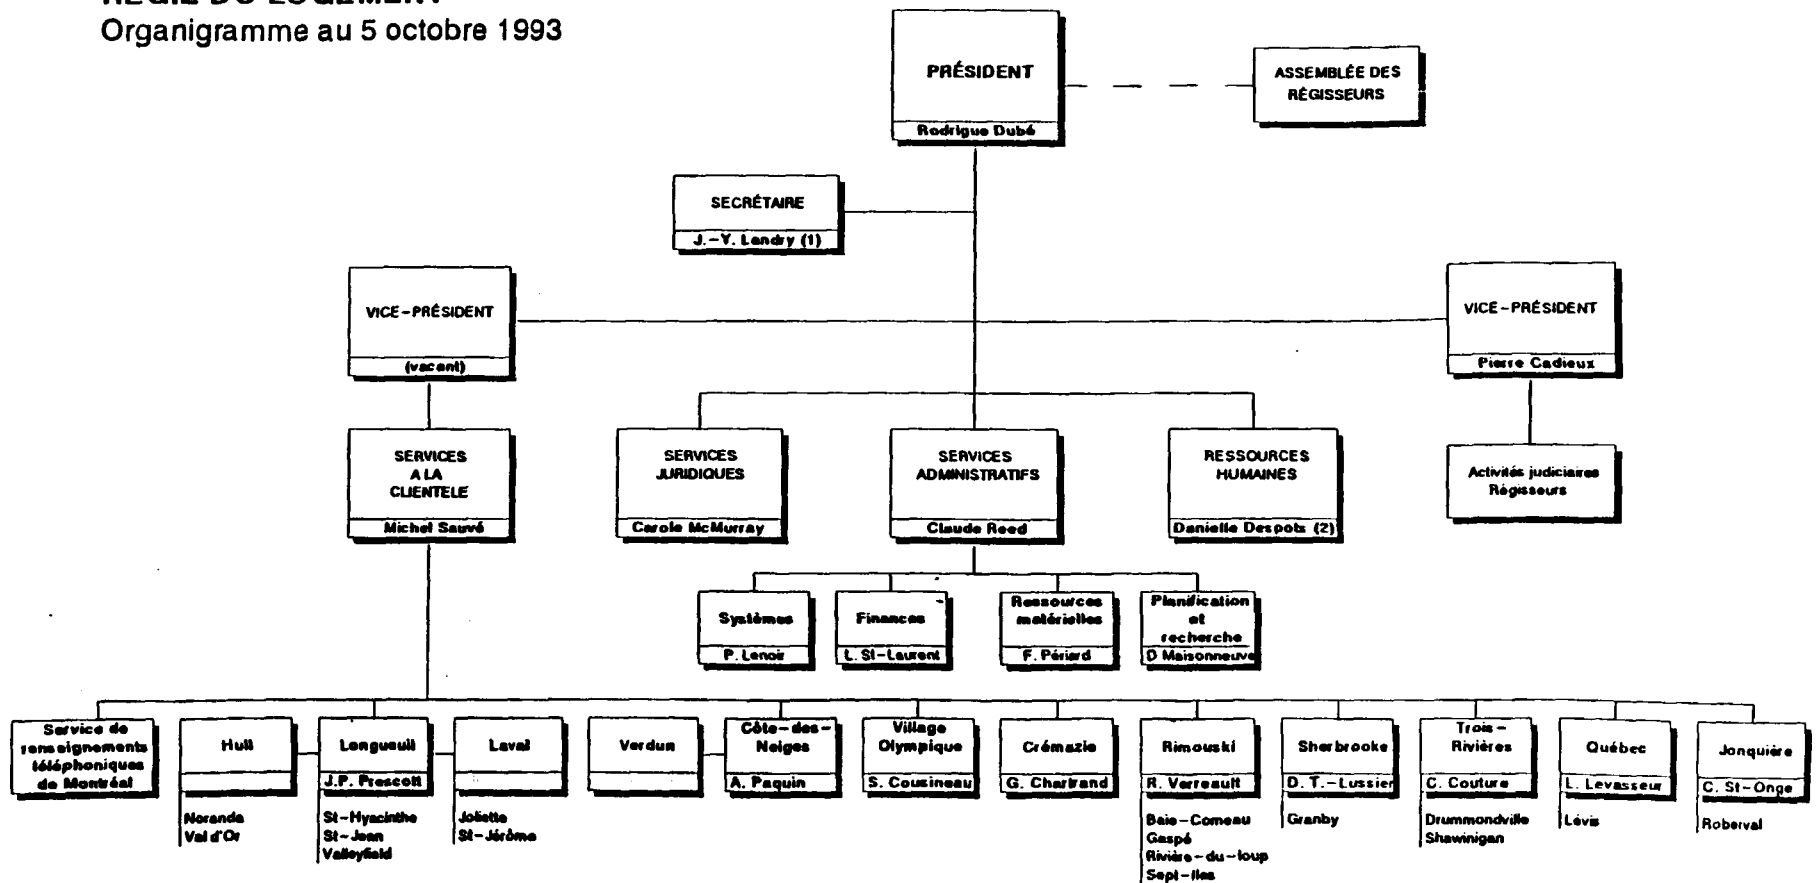 RÉGIE DU LOGEMENT
Organigramme au 5 octobre 1993
PRÉSIDENT
Rodrigue Dubé
ASSEMBLÉE DES
RÉGISSEURS
SECRÉTAIRE
J.-Y. Landry (1)
VICE-PRÉSIDENT
(vacant)
VICE-PRÉSIDENT
Pierre Cadieux
SERVICES
A LA
CLIENTELE
Michel Sauvé
SERVICES
JURIDIQUES
Carole McMurray
SERVICES
ADMINISTRATIFS
Claude Reed
RESSOURCES
HUMAINES
Danielle Despots (2)
Activités judiciaires
Régisseurs
Systèmes
P. Lenoir
Finances
L. St-Laurent
Ressources
matérielles
F. Périard
Planification
et
recherche
D Maisonneuve
Service de
renseignements
téléphoniques
de Montréal
Hull
Noranda
Val d'Or
Longueuil
J.P. Prescott
St-Hyacinthe
St-Jean
Valleyfield
Laval
Joliette
St-Jérôme
Verdun
Côte-des-
Neiges
A. Paquin
Village
Olympique
S. Cousineau
Crémazie
G. Chartrand
Rimouski
R. Verreault
Baie-Comeau
Gaspé
Rivière-du-loup
Sept-Iles
Sherbrooke
D. T.-Lussier
Granby
Trois-
Rivières
C. Couture
Drummondville
Shawinigan
Québec
L. Levasseur
Lévis
Jonquière
C. St-Onge
Roberval